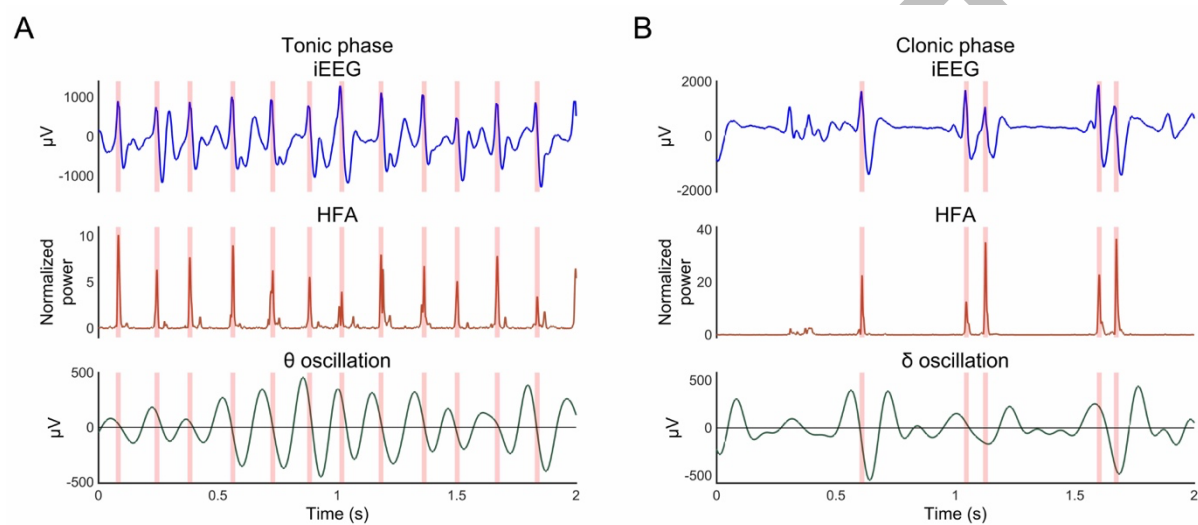 A
Tonic phase
iEEG
μV
1000
0
-1000
HFA
Normalized
power
10
5
0
θ oscillation
μV
500
0
-500
0 0.5 1 1.5 2
Time (s)
B
Clonic phase
iEEG
μV
2000
0
-2000
HFA
Normalized
power
40
20
0
δ oscillation
μV
500
0
-500
0 0.5 1 1.5 2
Time (s)